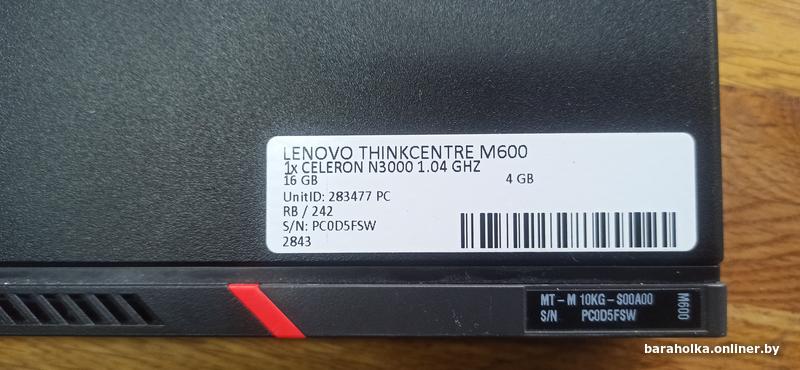 LENOVO THINKCENTRE M600
1x CELERON N3000 1.04 GHZ
16 GB 4 GB
UnitID: 283477 PC
RB / 242
S/N: PC0D5FSW
2843
MT-M 10KG-S00A00
S/N PC0D5FSW
M600
baraholka.onliner.by